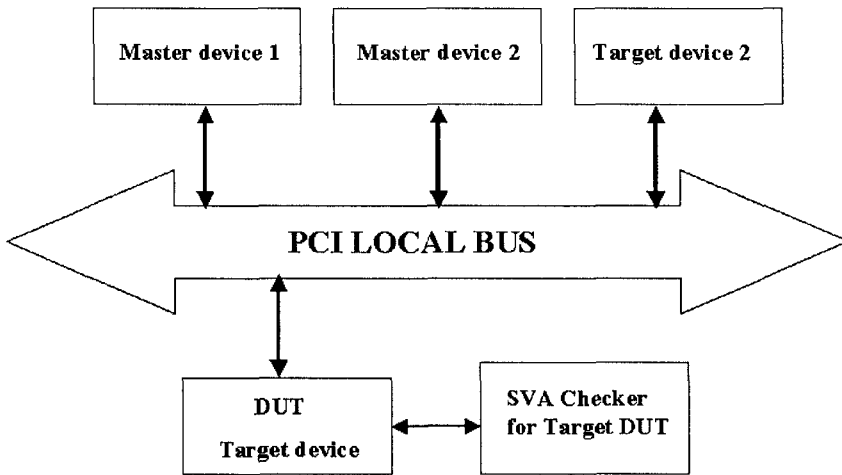 Master device 1
Master device 2
Target device 2
PCI LOCAL BUS
DUT
Target device
SVA Checker
for Target DUT